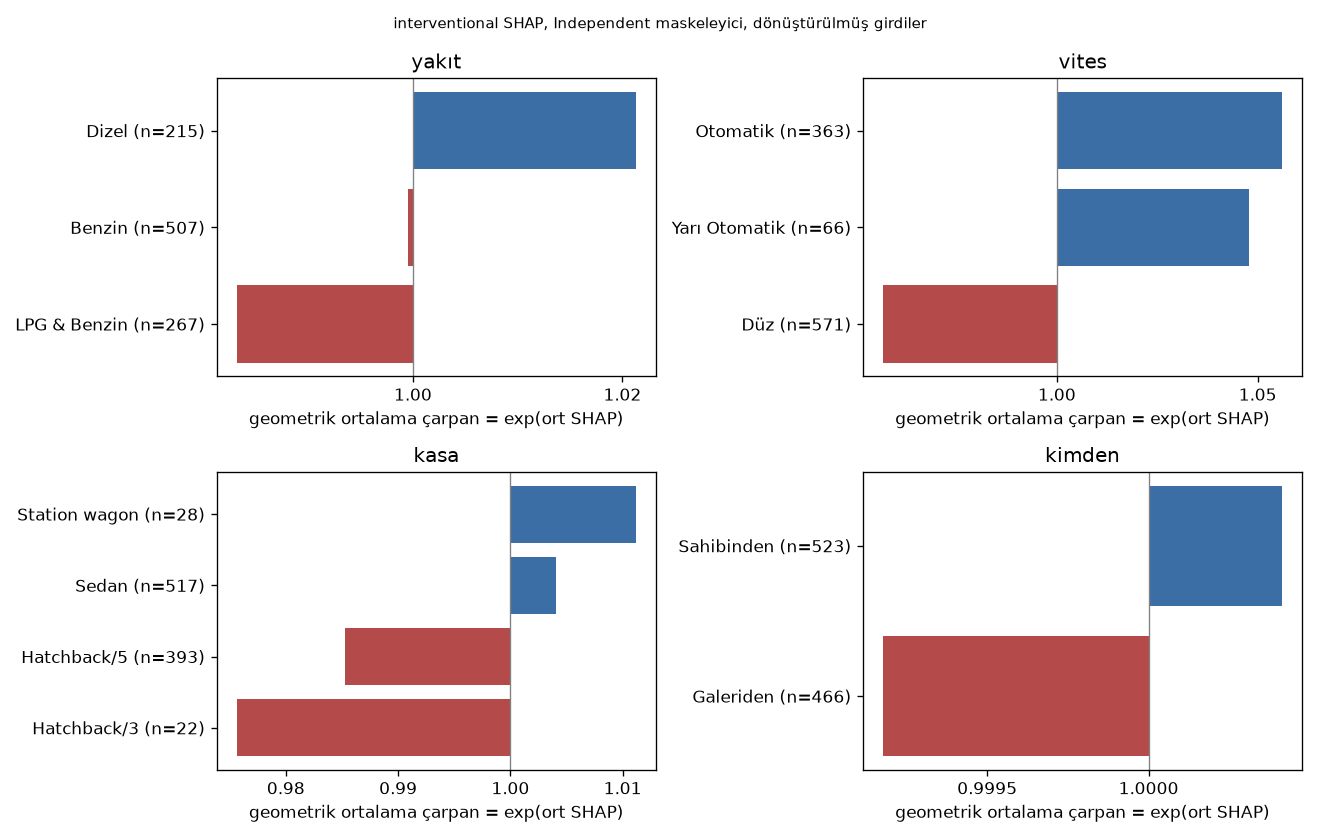 interventional SHAP, Independent maskeleyici, dönüştürülmüş girdiler
yakıt
Dizel (n=215)
Benzin (n=507)
LPG & Benzin (n=267)
1.00 1.02
geometrik ortalama çarpan = exp(ort SHAP)
vites
Otomatik (n=363)
Yarı Otomatik (n=66)
Düz (n=571)
1.00 1.05
geometrik ortalama çarpan = exp(ort SHAP)
kasa
Station wagon (n=28)
Sedan (n=517)
Hatchback/5 (n=393)
Hatchback/3 (n=22)
0.98 0.99 1.00 1.01
geometrik ortalama çarpan = exp(ort SHAP)
kimden
Sahibinden (n=523)
Galeriden (n=466)
0.9995 1.0000
geometrik ortalama çarpan = exp(ort SHAP)